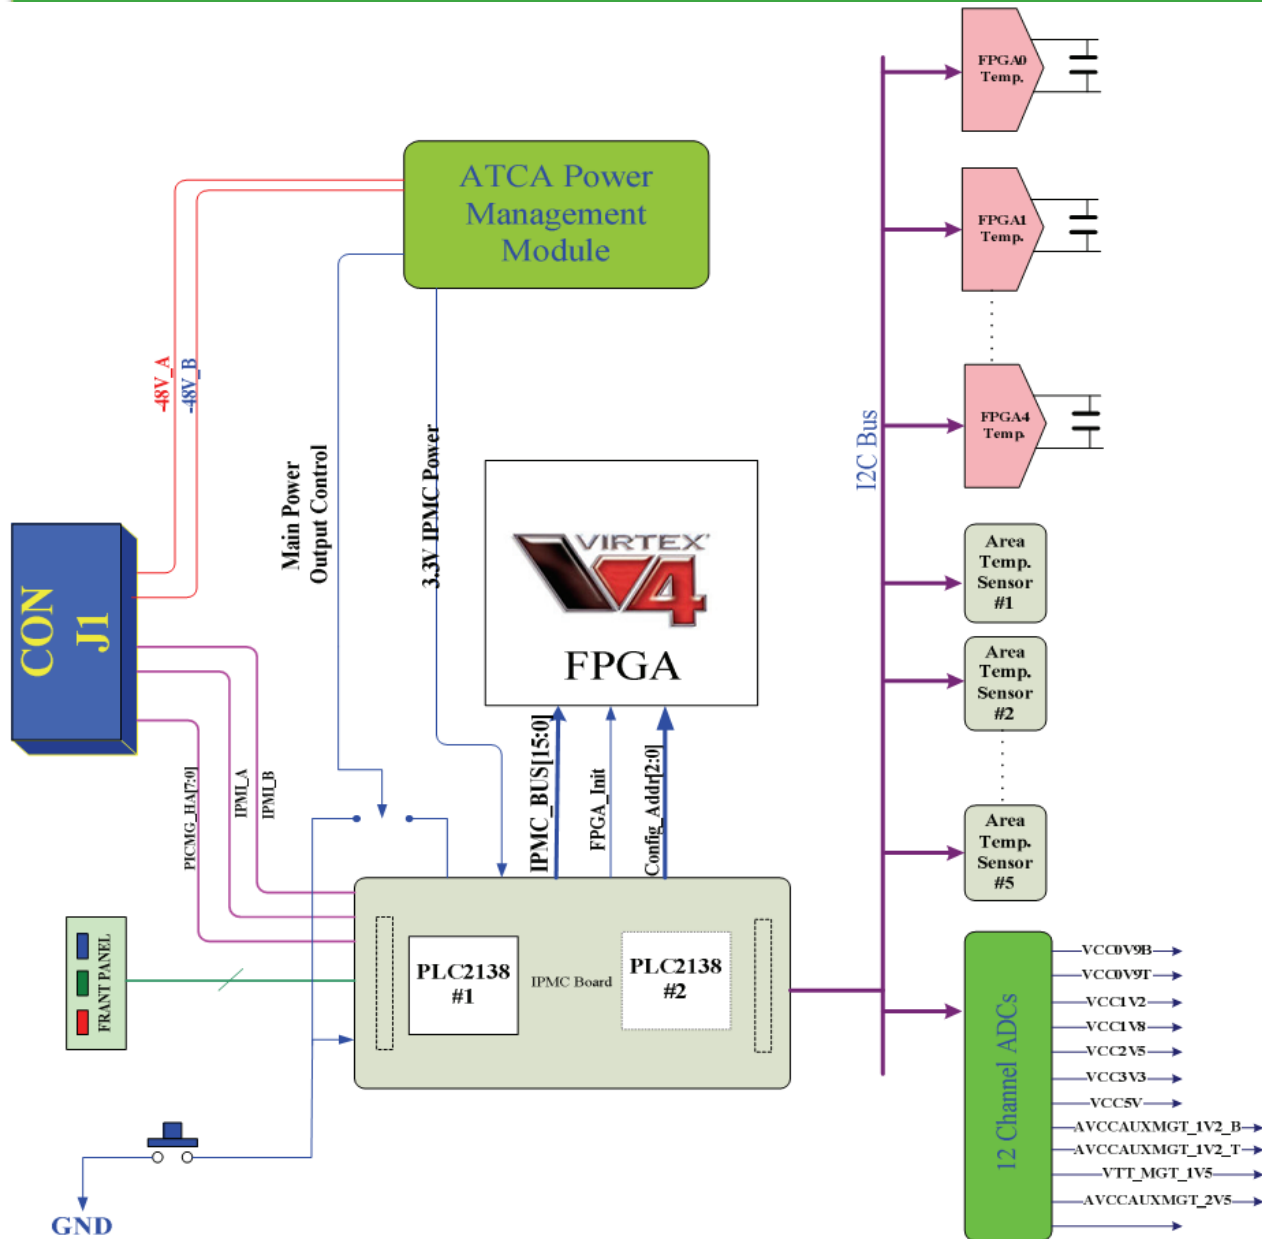 ATCA Power
Management
Module
-48V_A
-48V_B
Main Power
Output Control
3.3V IPMC Power
CON
J1
PICMG_HA[7:0]
IPMI_A
IPMI_B
VIRTEX
V4
FPGA
IPMC_BUS[15:0]
FPGA_Init
Config_Addr[2:0]
FRANT PANEL
PLC2138
#1
IPMC Board
PLC2138
#2
GND
I2C Bus
FPGA0
Temp.
FPGA1
Temp.
FPGA4
Temp.
Area
Temp.
Sensor
#1
Area
Temp.
Sensor
#2
Area
Temp.
Sensor
#5
12 Channel ADCs
VCC0V9B
VCC0V9T
VCC1V2
VCC1V8
VCC2V5
VCC3V3
VCC5V
AVCCAUXMGT_1V2_B
AVCCAUXMGT_1V2_T
VTT_MGT_1V5
AVCCAUXMGT_2V5